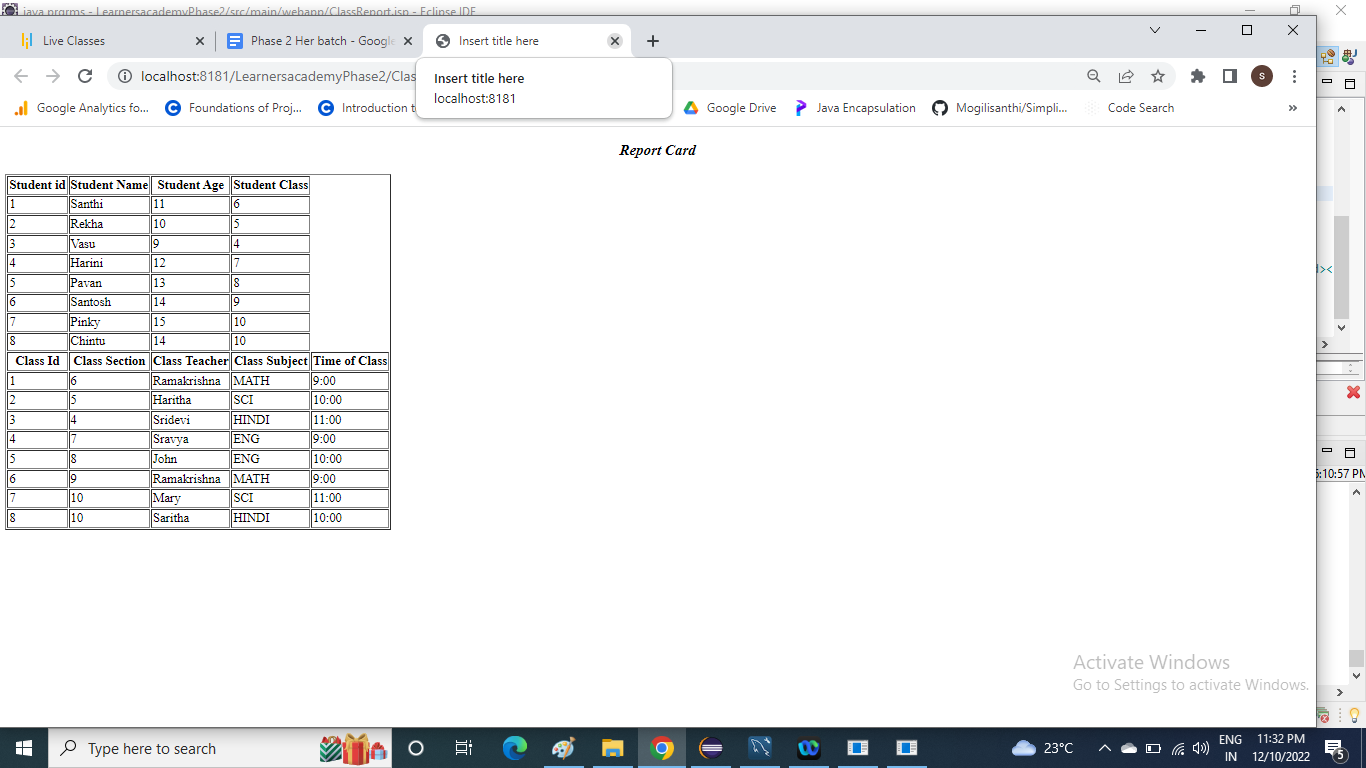 java prgrms - LearnersacademyPhase2/src/main/webapp/ClassReport.jsp - Eclipse IDE
Live Classes
Phase 2 Her batch - Google
Insert title here
localhost:8181/LearnersacademyPhase2/Clas
Insert title here
localhost:8181
S
Google Analytics fo... Foundations of Proj... Introduction t Google Drive Java Encapsulation Mogilisanthi/Simpli... Code Search »
Report Card
Student id Student Name Student Age Student Class
1 Santhi 11 6
2 Rekha 10 5
3 Vasu 9 4
4 Harini 12 7
5 Pavan 13 8
6 Santosh 14 9
7 Pinky 15 10
8 Chintu 14 10
Class Id Class Section Class Teacher Class Subject Time of Class
1 6 Ramakrishna MATH 9:00
2 5 Haritha SCI 10:00
3 4 Sridevi HINDI 11:00
4 7 Sravya ENG 9:00
5 8 John ENG 10:00
6 9 Ramakrishna MATH 9:00
7 10 Mary SCI 11:00
8 10 Saritha HINDI 10:00
:10:57 PM
Activate Windows
Go to Settings to activate Windows.
Type here to search
23°C
ENG
IN
11:32 PM
12/10/2022
5